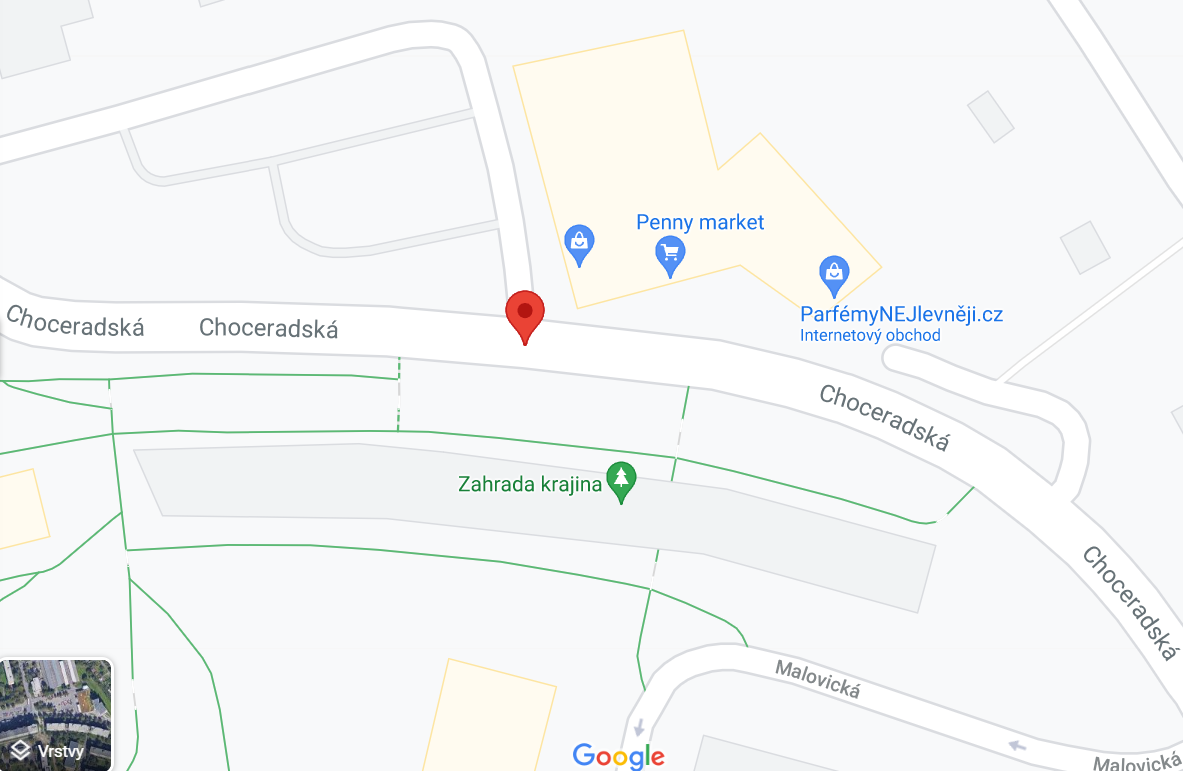 Penny market
ParfémyNEJlevněji.cz
Internetový obchod
Choceradská
Choceradská
Choceradská
Zahrada krajina
Choceradská
Malovická
Malovická
Vrstvy
Google